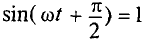 sin( ωt + π/2 ) = 1